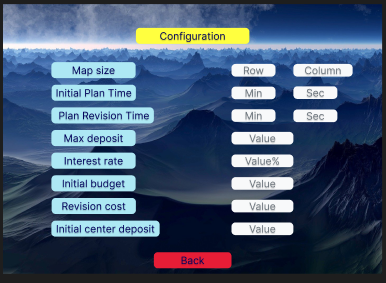 Configuration
Map size Row Column
Initial Plan Time Min Sec
Plan Revision Time Min Sec
Max deposit Value
Interest rate Value%
Initial budget Value
Revision cost Value
Initial center deposit Value
Back